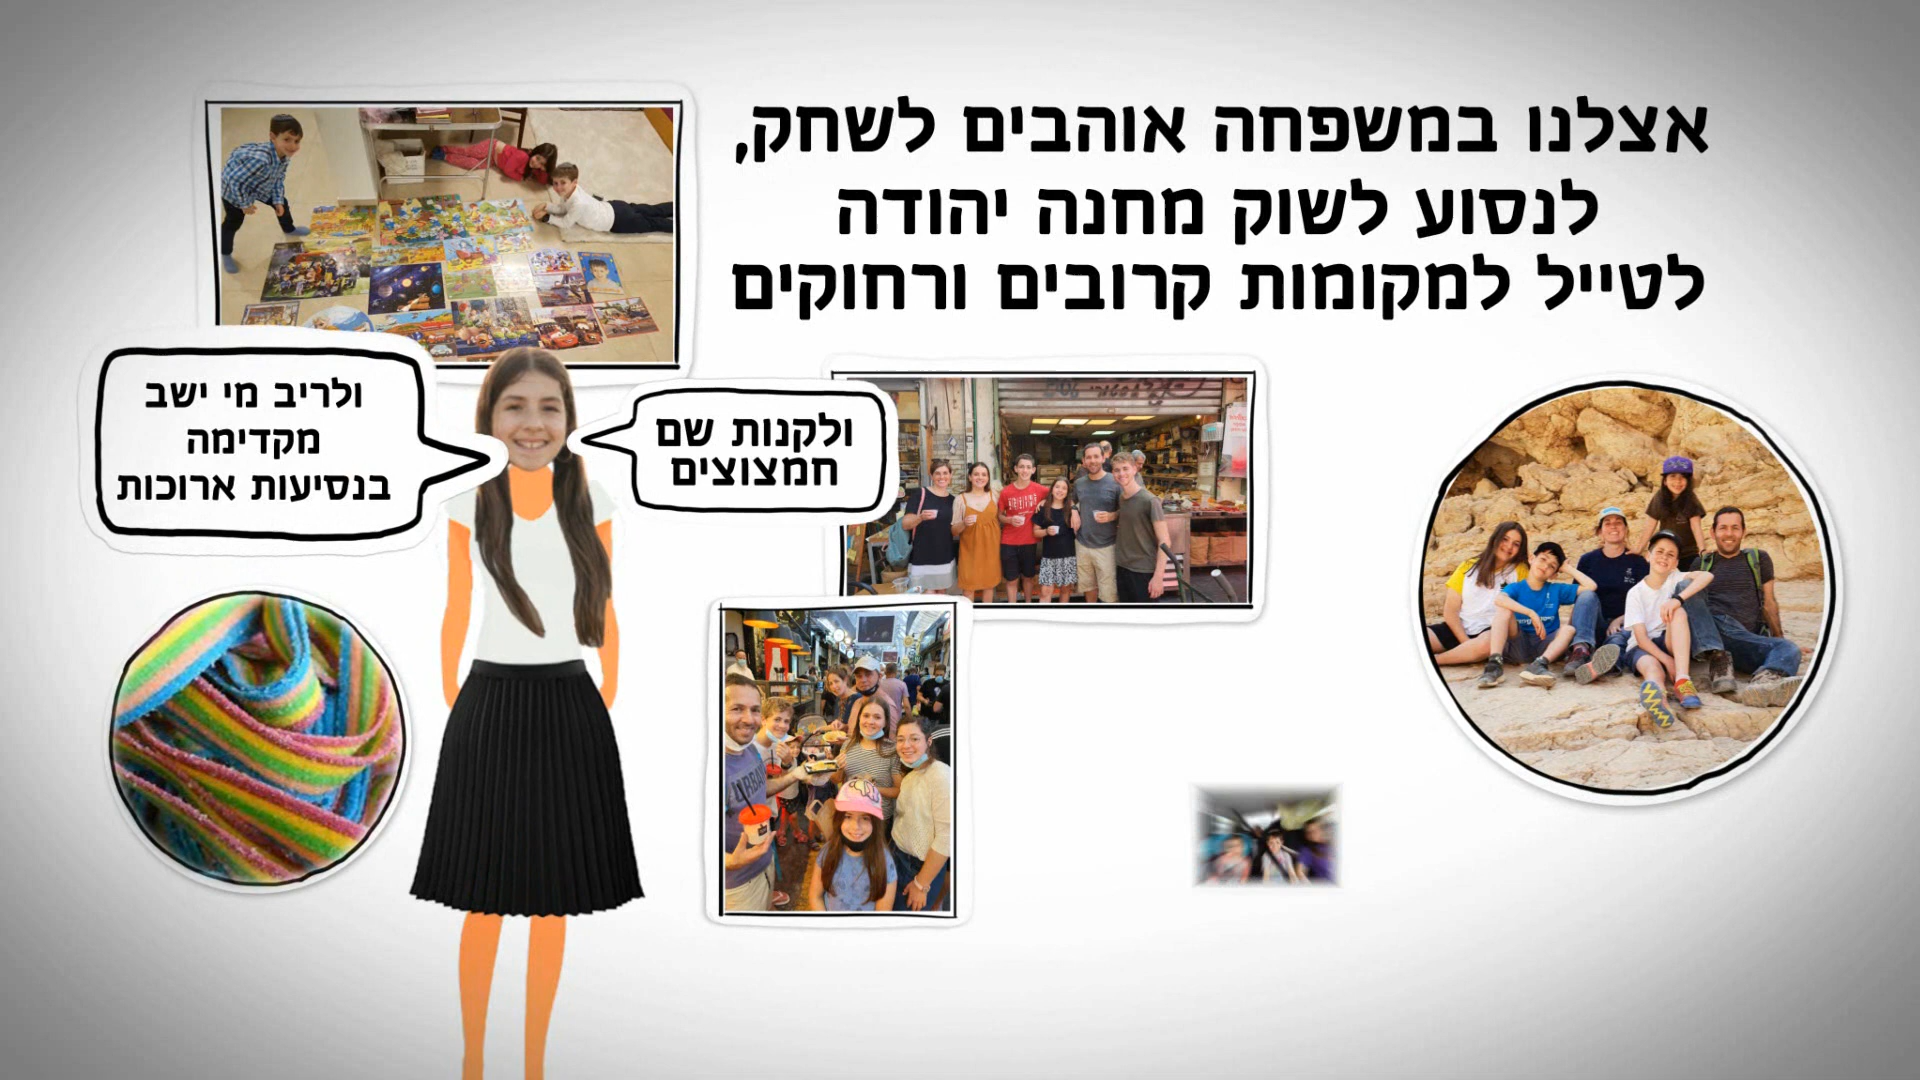 אצלנו במשפחה אוהבים לשחק,
לנסוע לשוק מחנה יהודה
לטייל למקומות קרובים ורחוקים
ולקנות שם
חמצוצים
ולריב מי ישב
מקדימה
בנסיעות ארוכות